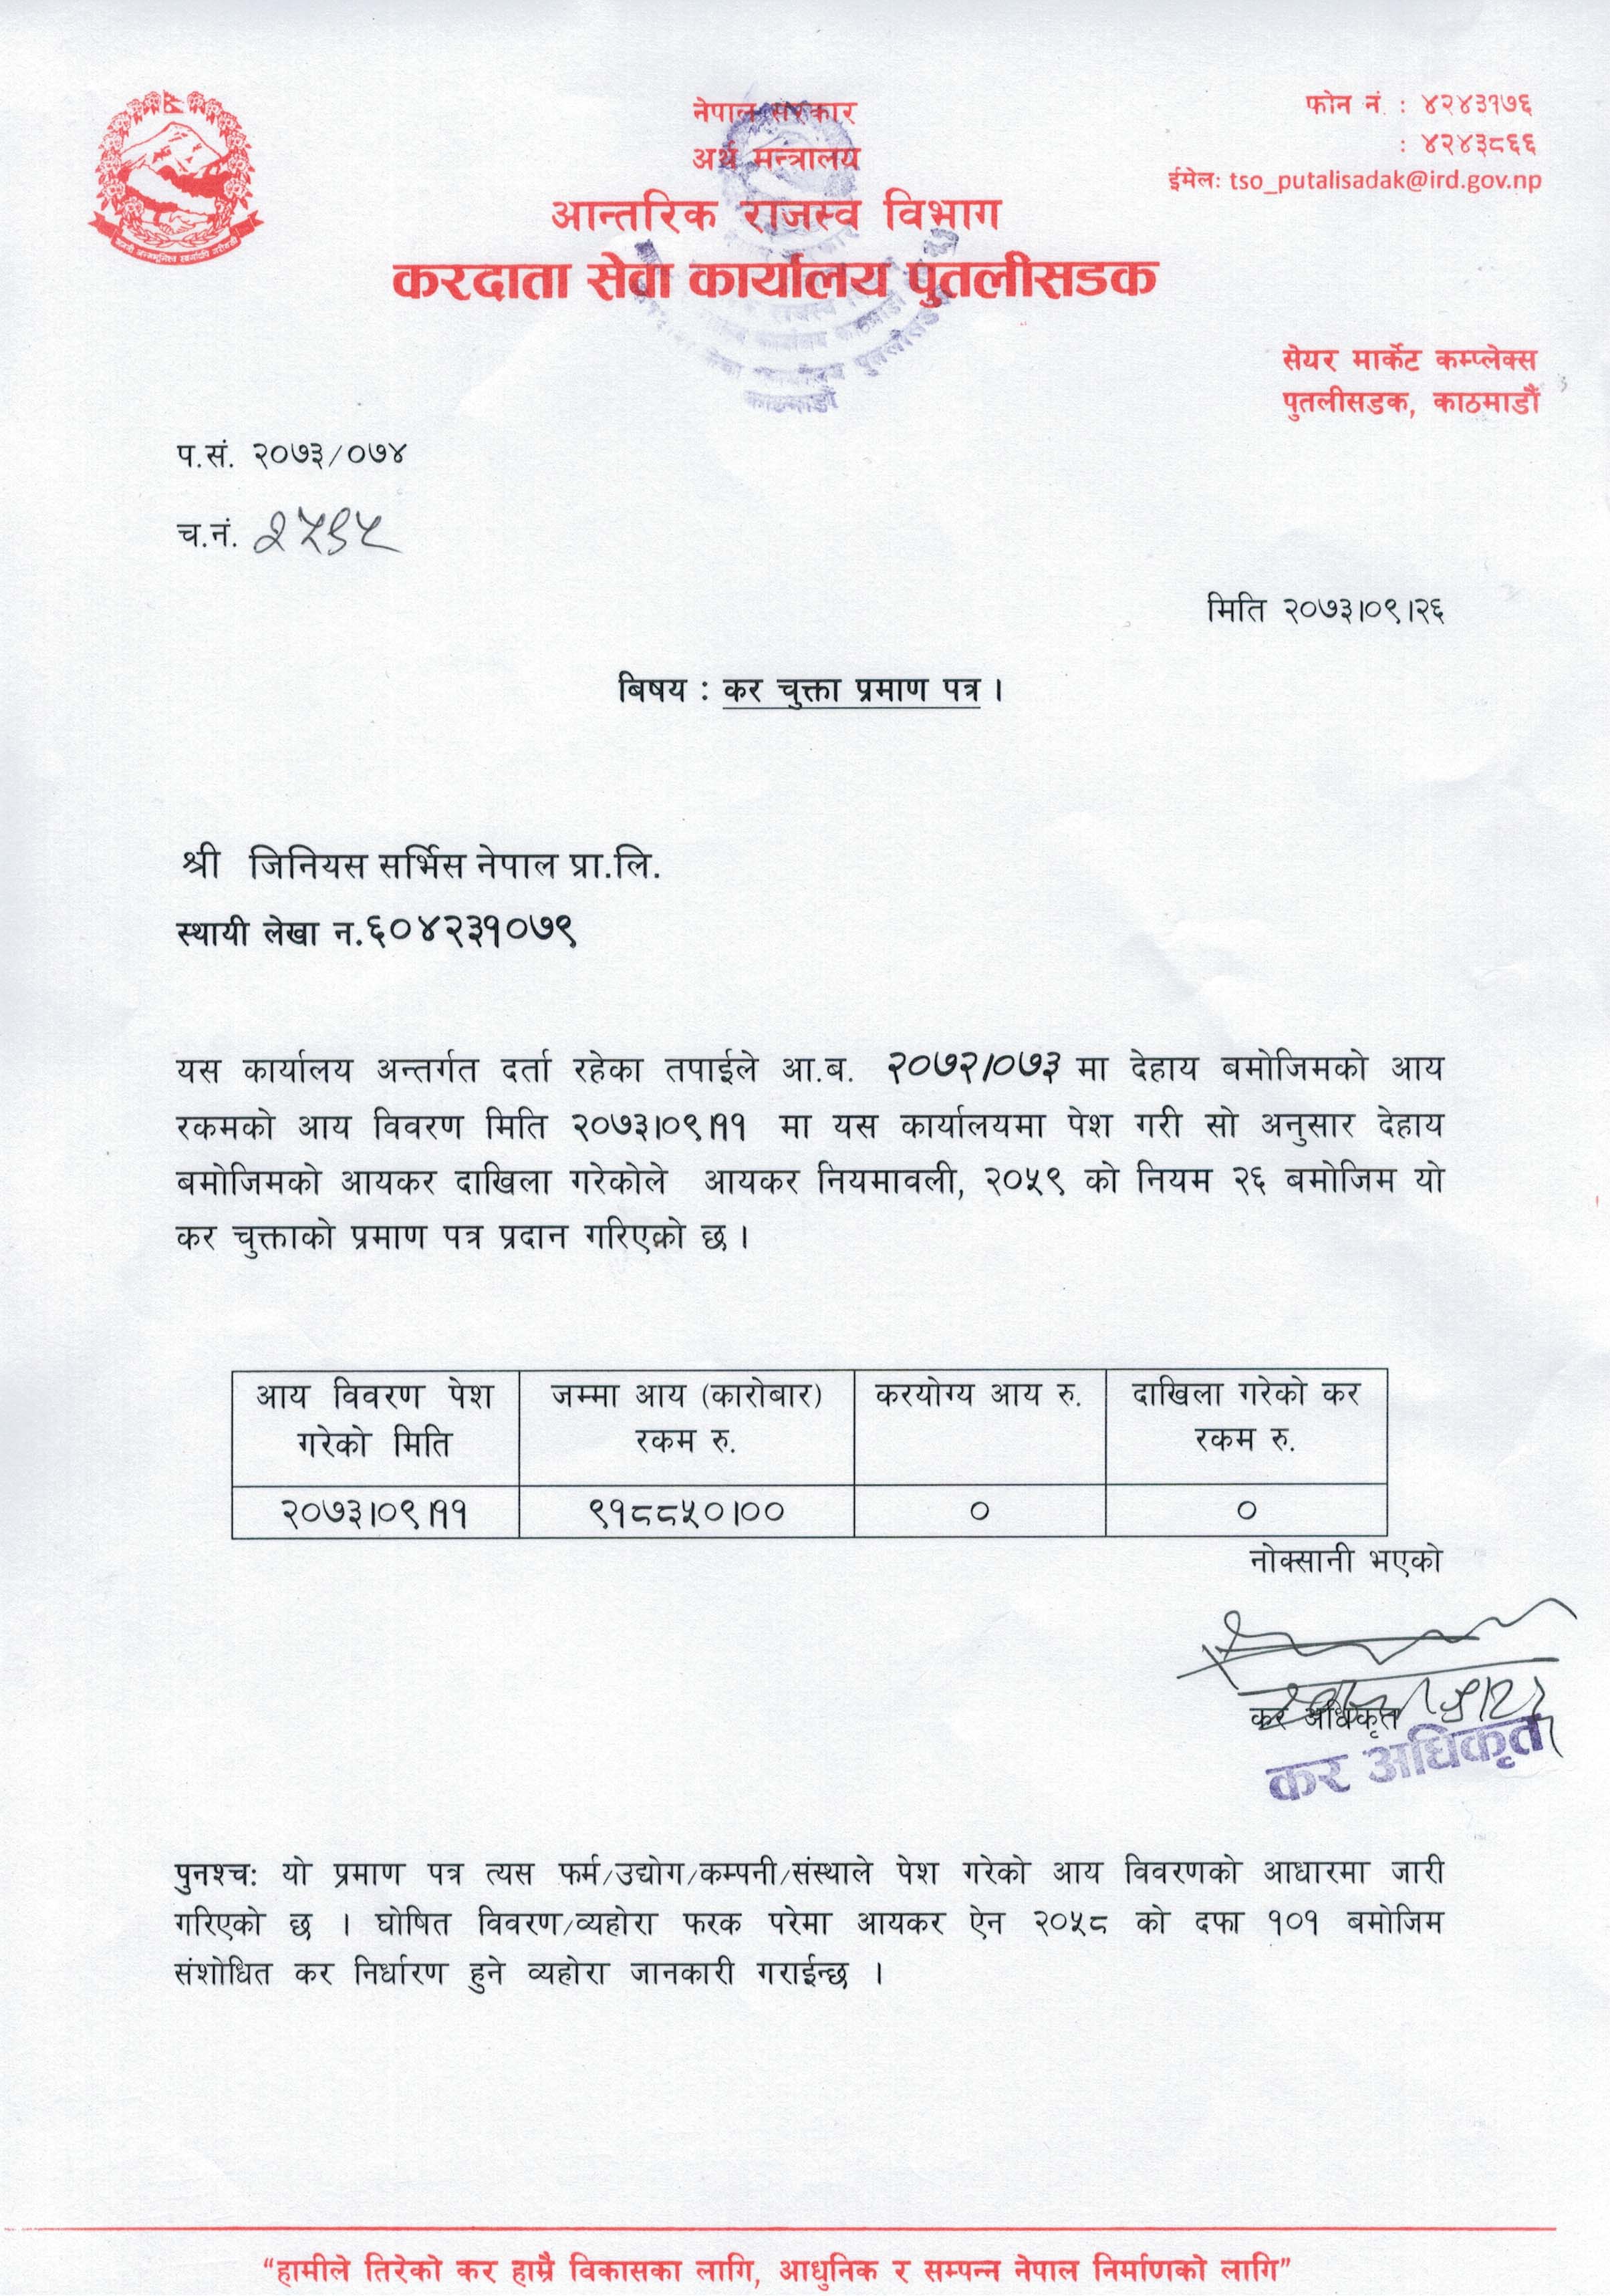 नेपाल सरकार
अर्थ मन्त्रालय
आन्तरिक राजस्व विभाग
करदाता सेवा कार्यालय पुतलीसडक
फोन नं. : ४२४३१७६
: ४२४३८६६
ईमेल: tso_putalisadak@ird.gov.np
सेयर मार्केट कम्प्लेक्स
पुतलीसडक, काठमाडौं
काठमाडौं
प.सं. २०७३/०७४
च.नं.
मिति २०७३।०९।२६
बिषय : कर चुक्ता प्रमाण पत्र ।
श्री जिनियस सर्भिस नेपाल प्रा.लि.
स्थायी लेखा न.६०४२३१०७९
यस कार्यालय अन्तर्गत दर्ता रहेका तपाईले आ.ब. २०७२।०७३ मा देहाय बमोजिमको आय
रकमको आय विवरण मिति २०७३।०९।११ मा यस कार्यालयमा पेश गरी सो अनुसार देहाय
बमोजिमको आयकर दाखिला गरेकोले आयकर नियमावली, २०५९ को नियम २६ बमोजिम यो
कर चुक्ताको प्रमाण पत्र प्रदान गरिएको छ ।
आय विवरण पेश गरेको मिति जम्मा आय (कारोबार) रकम रु. करयोग्य आय रु. दाखिला गरेको कर रकम रु.
२०७३।०९।११ ९१८८५०।०० ० ०
नोक्सानी भएको
कर अधिकृत
कर अधिकृत
पुनश्च: यो प्रमाण पत्र त्यस फर्म/उद्योग/कम्पनी/संस्थाले पेश गरेको आय विवरणको आधारमा जारी
गरिएको छ । घोषित विवरण/व्यहोरा फरक परेमा आयकर ऐन २०५८ को दफा १०१ बमोजिम
संशोधित कर निर्धारण हुने व्यहोरा जानकारी गराईन्छ ।
“हामीले तिरेको कर हाम्रै विकासका लागि, आधुनिक र सम्पन्न नेपाल निर्माणको लागि”